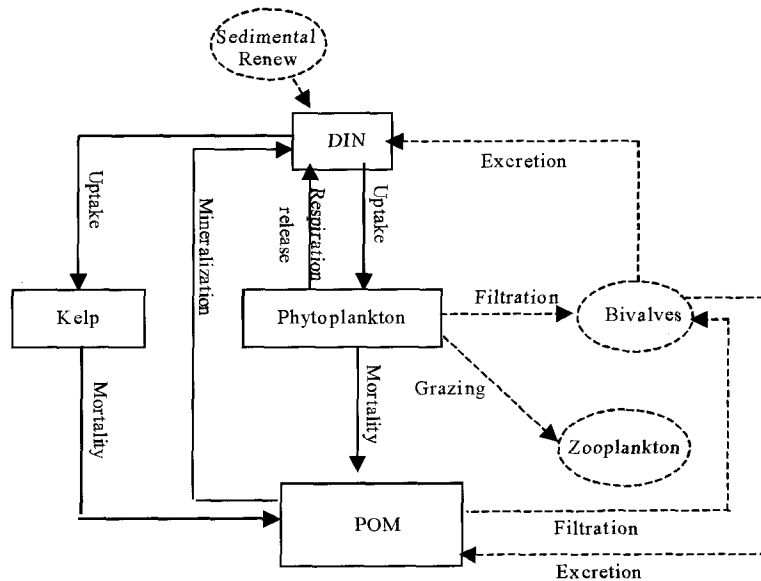 Sedimental
Renew
DIN
Excretion
Uptake
Mineralization
Respiration
release
Uptake
Kelp
Phytoplankton
Filtration
Bivalves
Mortality
Mortality
Grazing
Zooplankton
POM
Filtration
Excretion